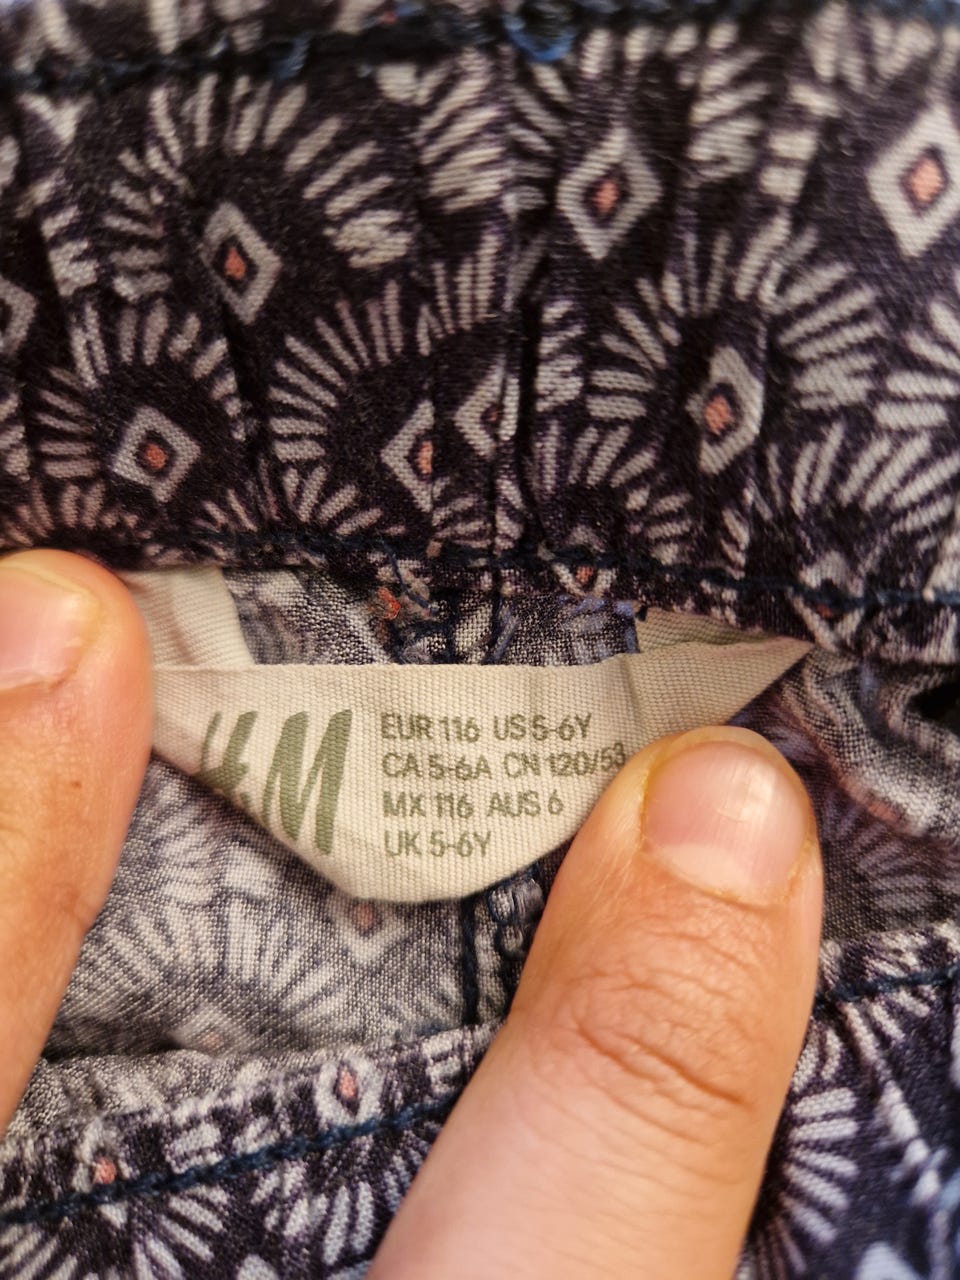 H&M
EUR 116 US 5-6Y
CA 5-6A CN 120/53
MX 116 AUS 6
UK 5-6Y